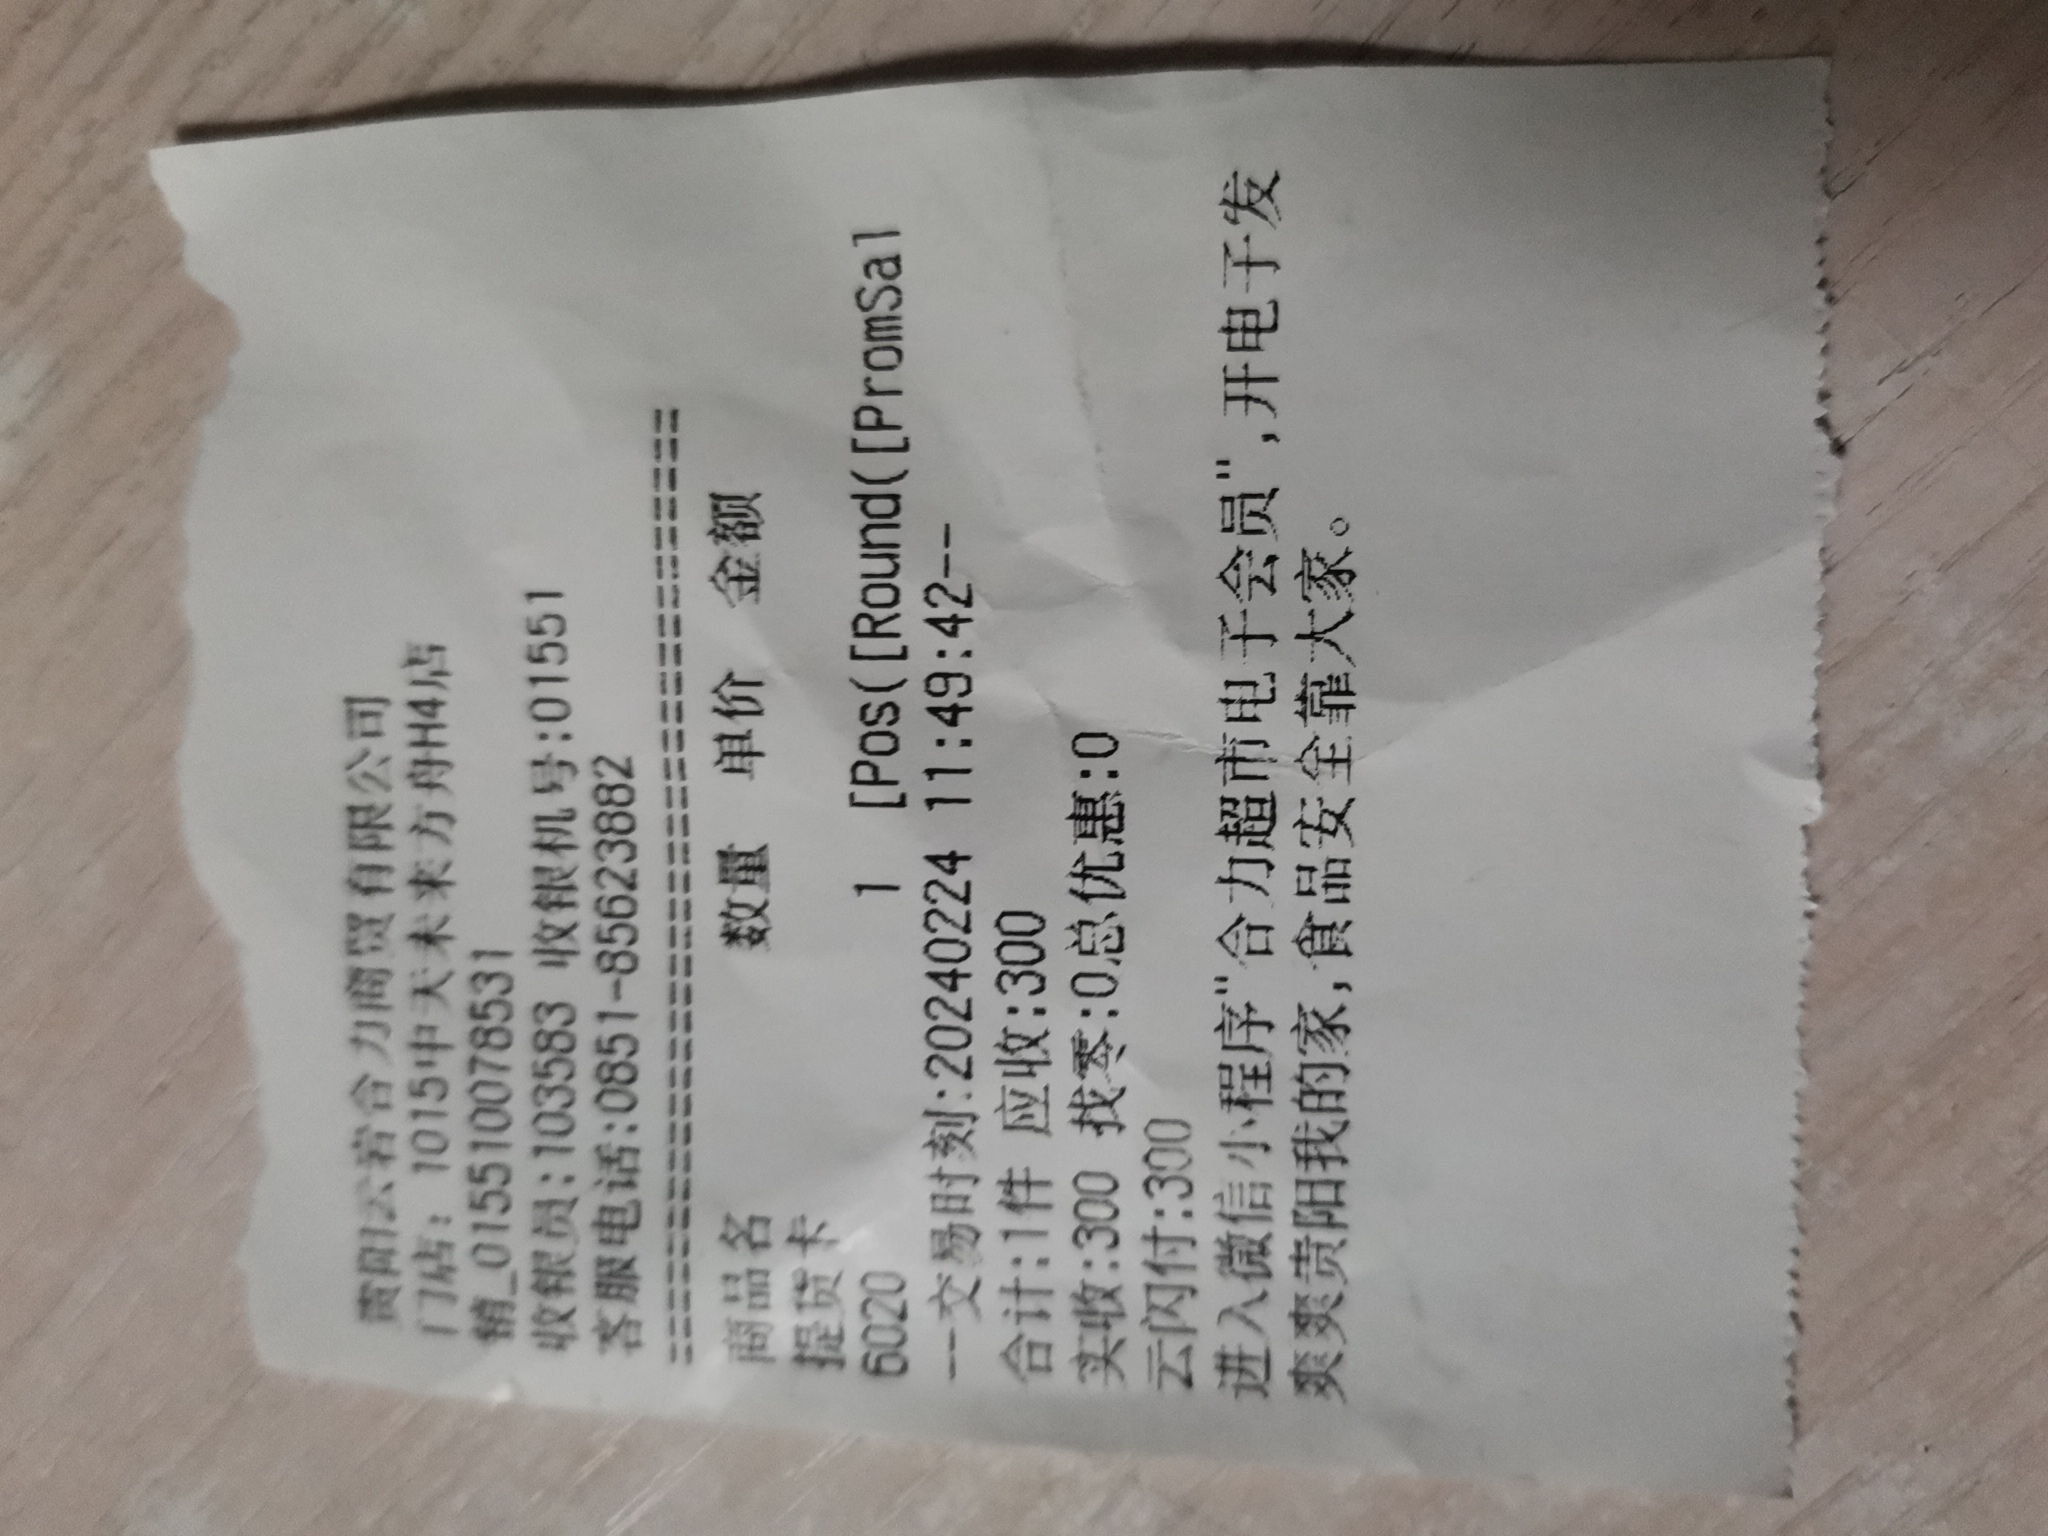 贵阳云岩合力商贸有限公司
门店: 1015中天未来方舟H4店
销_015510078531
收银员:103583 收银机号:01551
客服电话:0851-85623882
==========================================
商品名 数量 单价 金额
提货卡
6020 1 [Pos([Round([PromSal
--交易时刻:20240224 11:49:42--
合计:1件 应收:300
实收:300 找零:0总优惠:0
云闪付:300
进入微信小程序"合力超市电子会员",开电子发
爽爽贵阳我的家,食品安全靠大家。